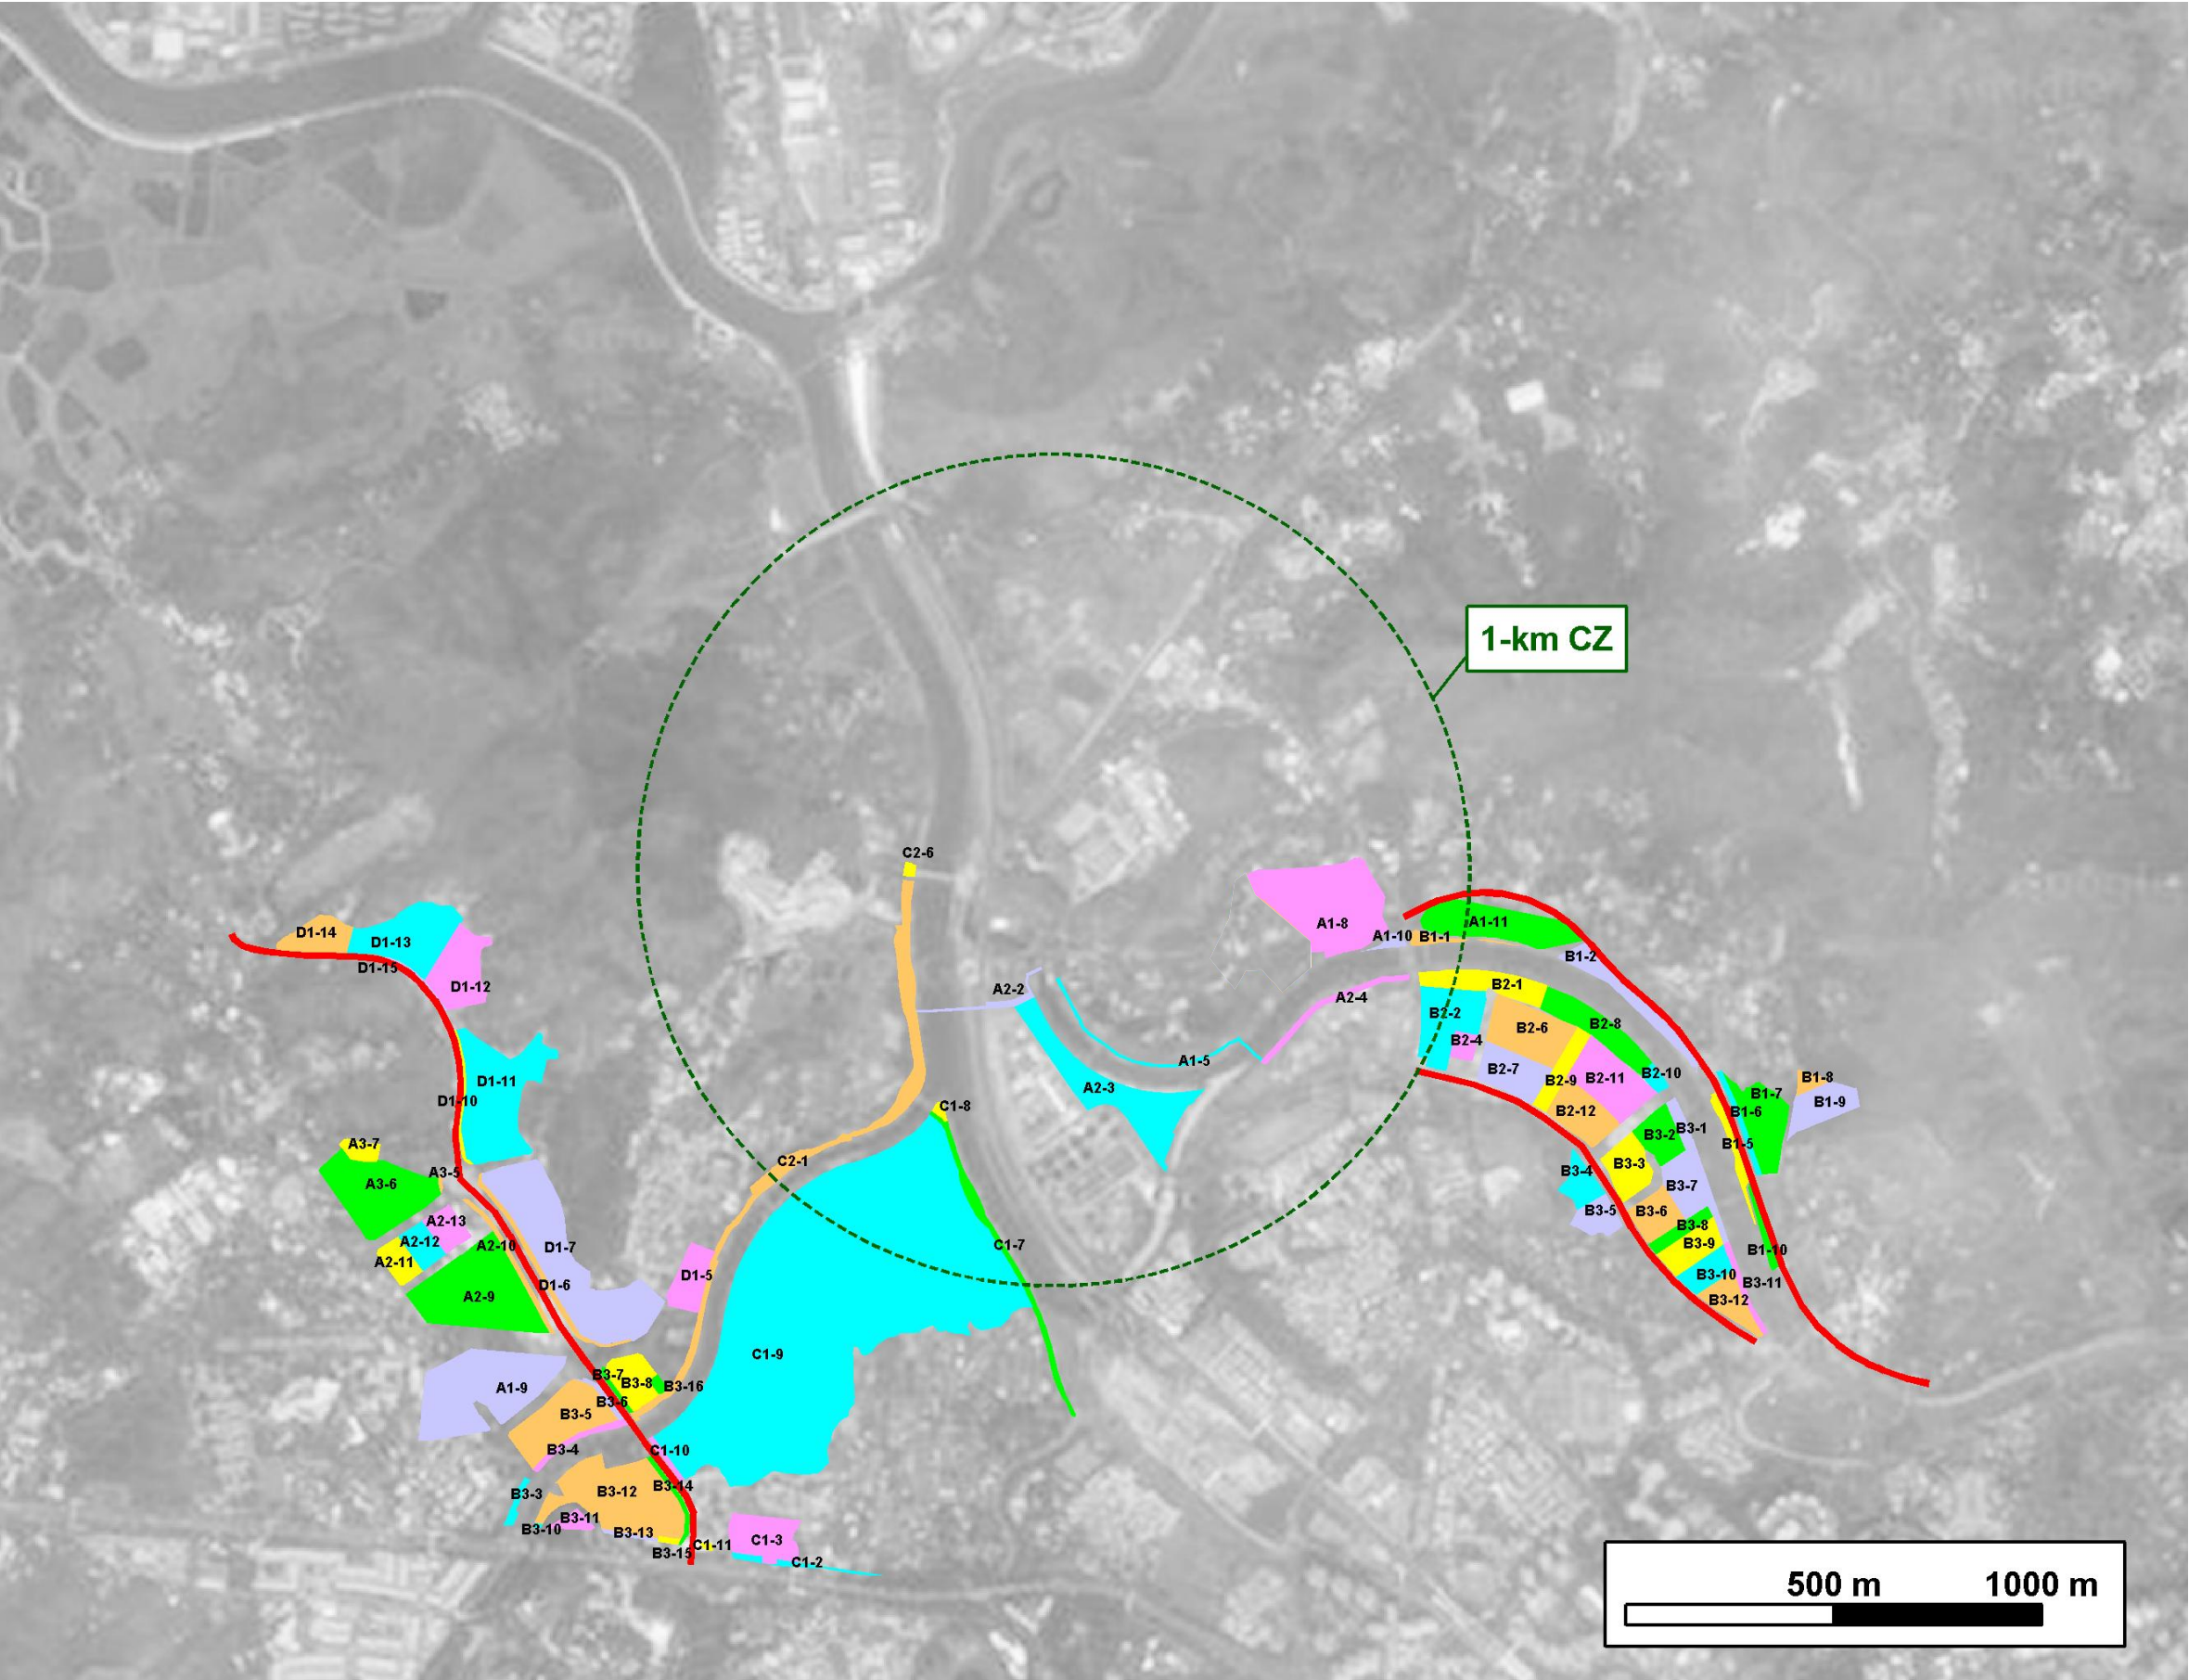 1-km CZ
C2-6
A1-8
A1-11
A1-10
B1-1
D1-14
D1-13
B1-2
D1-15
D1-12
A2-2
B2-1
A2-4
B2-2
B2-8
B2-6
B2-4
A1-5
B2-7
B2-10
B1-8
B2-9
B2-11
D1-11
A2-3
B1-7
D1-10
B1-9
C1-8
B2-12
B1-6
B3-1
B3-2
A3-7
B1-5
C2-1
B3-3
A3-5
B3-4
A3-6
B3-7
B3-5
B3-6
A2-13
B3-8
A2-12
A2-10
D1-7
C1-7
B3-9
B1-10
A2-11
D1-5
B3-10
B3-11
D1-6
A2-9
B3-12
C1-9
B3-7
B3-8
B3-16
A1-9
B3-6
B3-5
B3-4
C1-10
B3-14
B3-3
B3-12
B3-11
B3-10
B3-13
C1-3
C1-11
B3-15
C1-2
500 m
1000 m